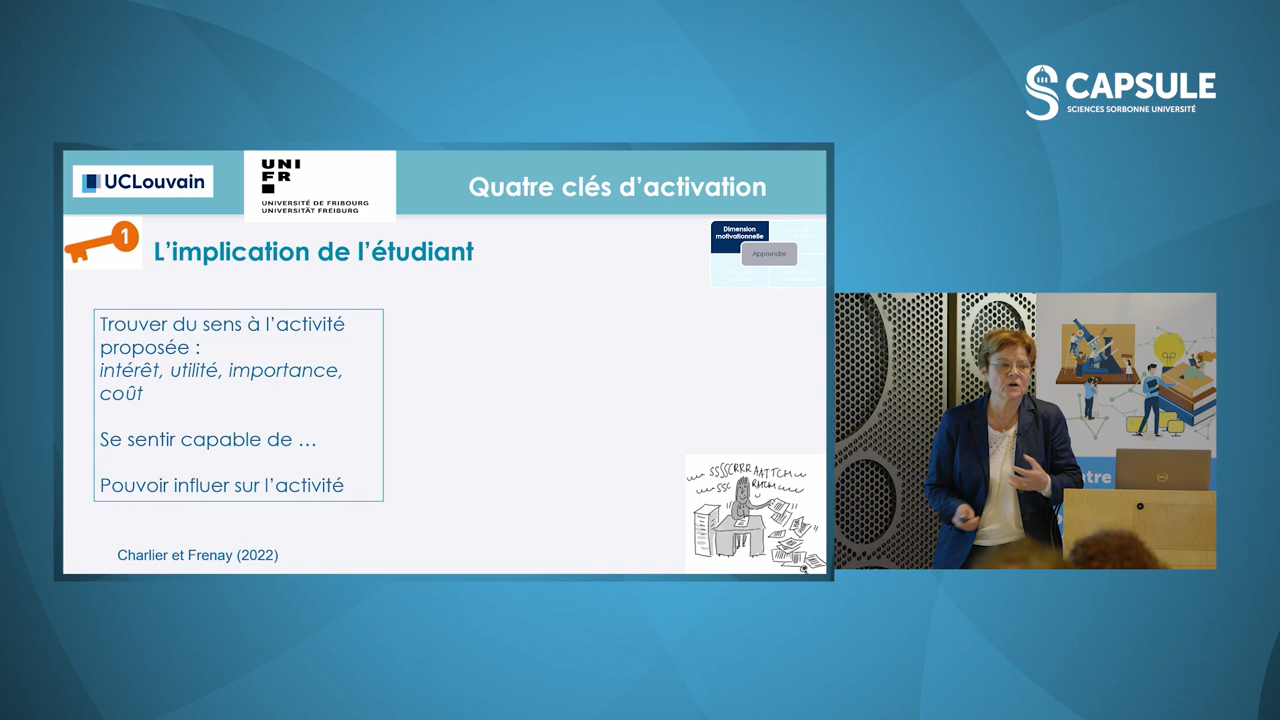 CAPSULE
SCIENCES SORBONNE UNIVERSITÉ
UCLouvain
UNI
FR
UNIVERSITÉ DE FRIBOURG
UNIVERSITÄT FREIBURG
Quatre clés d'activation
1
L'implication de l'étudiant
Dimension
motivationnelle
Apprendre
Trouver du sens à l'activité
proposée :
intérêt, utilité, importance,
coût
Se sentir capable de ...
Pouvoir influer sur l'activité
Charlier et Frenay (2022)
DELL